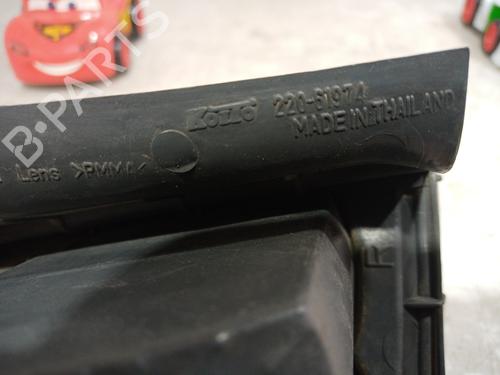 KOITO 220-61974
MADE IN THAILAND
Lens >PMMA<
R
B-PARTS